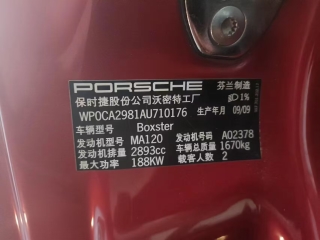 PORSCHE 芬兰制造
保时捷股份公司沃密特工厂 1%
WP0CA2981AU710176 生产年月 09/09
车辆型号 Boxster
发动机型号 MA120 发动机号码 A02378
发动机排量 2893cc 车辆总质量 1670kg
最大功率 188KW 载客人数 2